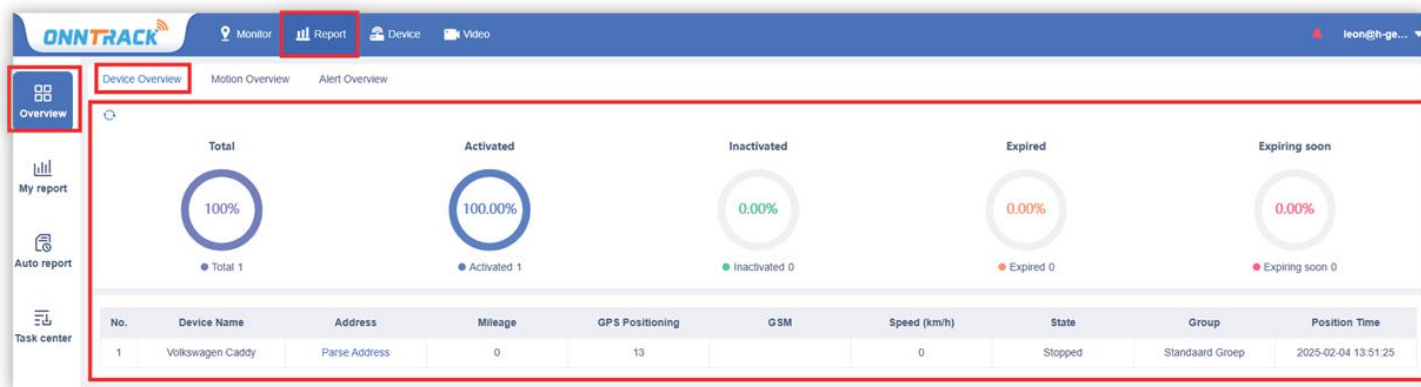 ONNTRACK Monitor Report Device Video leon@h-ge...
Overview
My report
Auto report
Task center
Device Overview Motion Overview Alert Overview
Total Activated Inactivated Expired Expiring soon
100% 100.00% 0.00% 0.00% 0.00%
Total 1 Activated 1 Inactivated 0 Expired 0 Expiring soon 0
No. Device Name Address Mileage GPS Positioning GSM Speed (km/h) State Group Position Time
1 Volkswagen Caddy Parse Address 0 13 0 Stopped Standaard Groep 2025-02-04 13:51:25